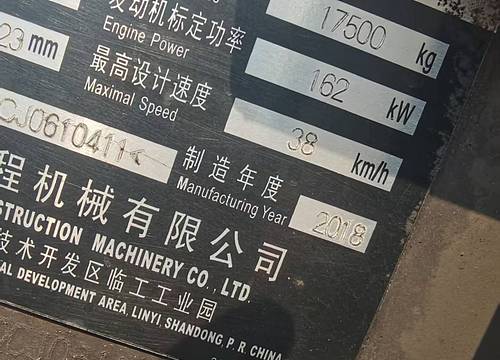 17500 kg
发动机标定功率
Engine Power 162 kW
23 mm
最高设计速度
Maximal Speed 38 km/h
CJ0610411<
制造年度
Manufacturing Year 2018
程机械有限公司
STRUCTION MACHINERY CO., LTD.
技术开发区临工工业园
AL DEVELOPMENT AREA, LINYI, SHANDONG, P. R. CHINA